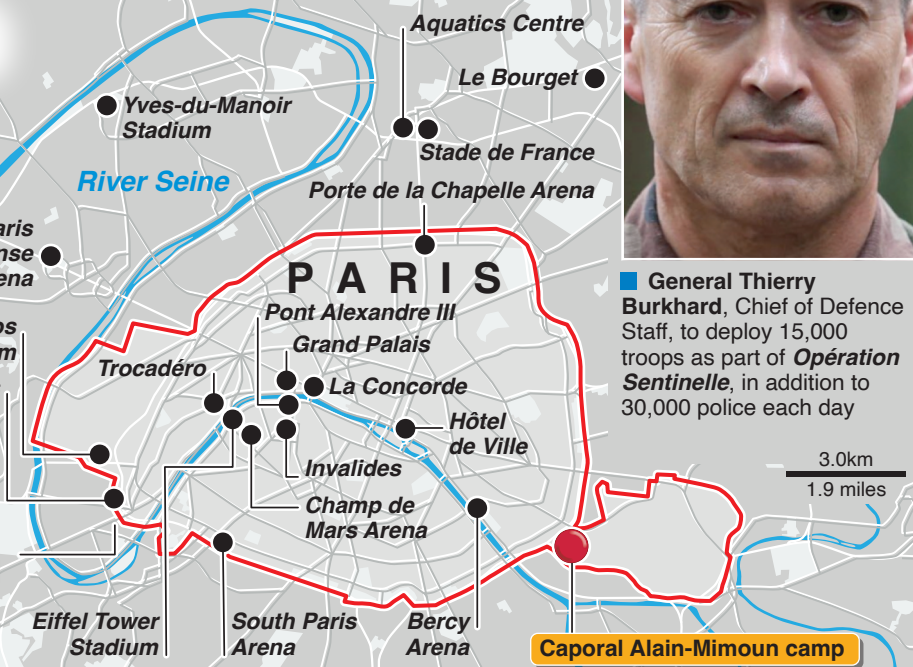 Aquatics Centre
Le Bourget
Yves-du-Manoir
Stadium
Stade de France
River Seine
Porte de la Chapelle Arena
PARIS
Pont Alexandre III
Grand Palais
Trocadéro
La Concorde
Hôtel
de Ville
Invalides
Champ de
Mars Arena
Eiffel Tower
Stadium
South Paris
Arena
Bercy
Arena
Caporal Alain-Mimoun camp
General Thierry
Burkhard, Chief of Defence
Staff, to deploy 15,000
troops as part of Opération
Sentinelle, in addition to
30,000 police each day
3.0km
1.9 miles